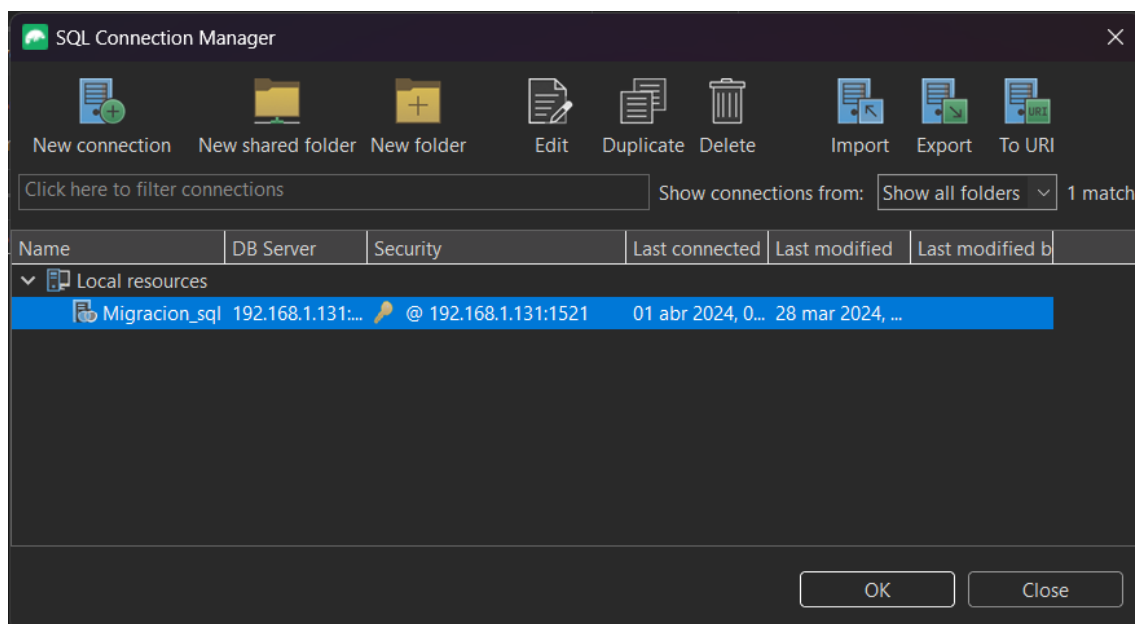 SQL Connection Manager
New connection New shared folder New folder Edit Duplicate Delete Import Export To URI
URI
Click here to filter connections Show connections from: Show all folders 1 match
Name DB Server Security Last connected Last modified Last modified b
Local resources
Migracion_sql 192.168.1.131:... @ 192.168.1.131:1521 01 abr 2024, 0... 28 mar 2024, ...
OK Close